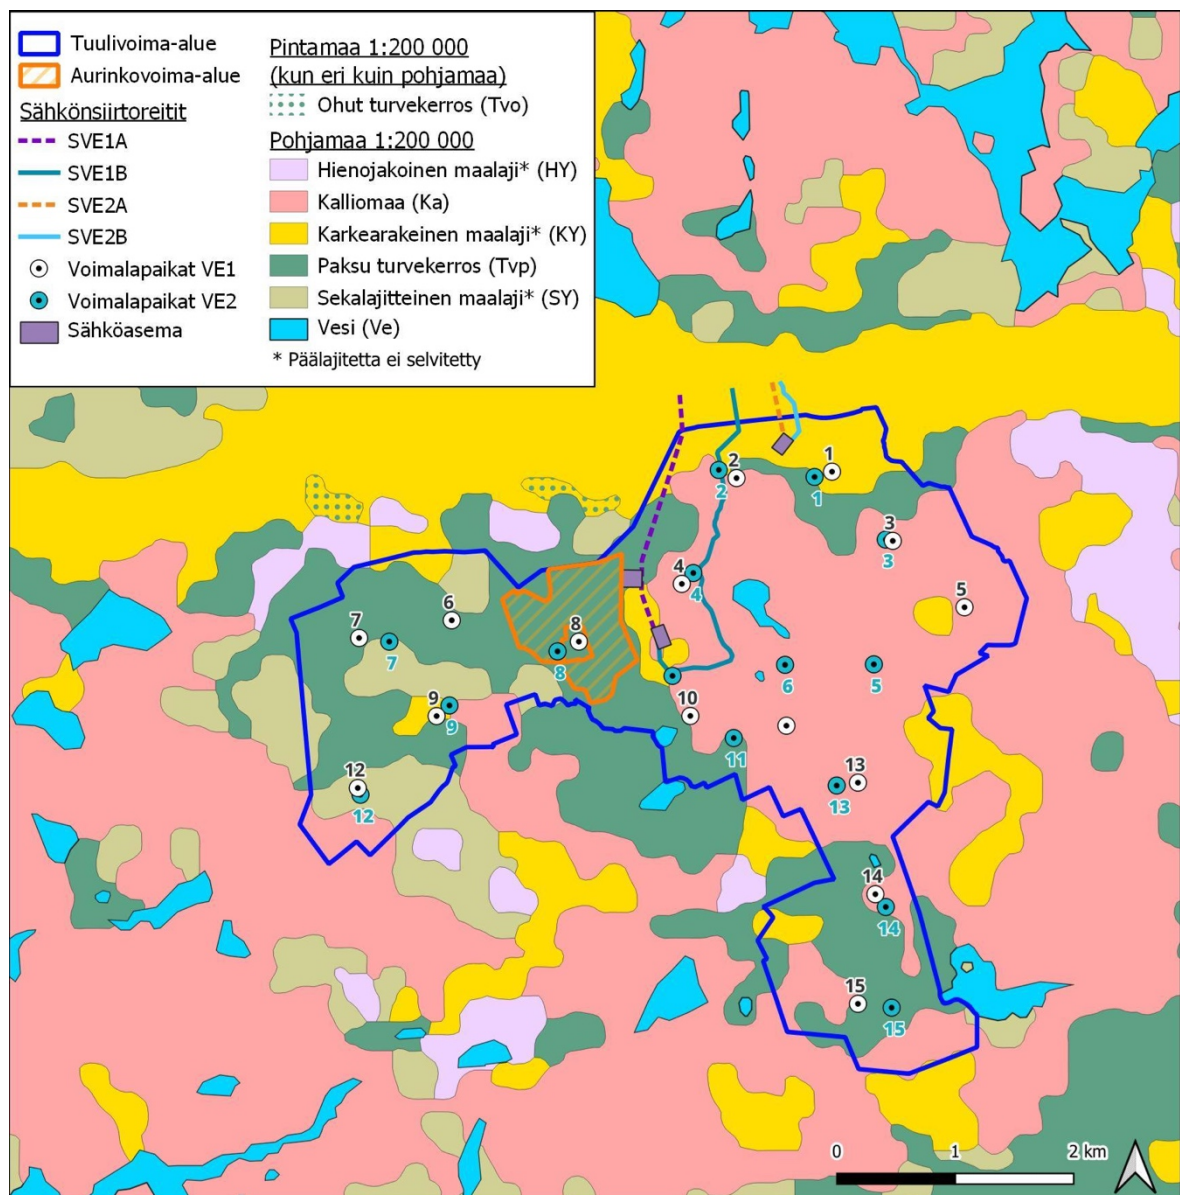 Tuulivoima-alue
Aurinkovoima-alue
Sähkönsiirtoreitit
SVE1A
SVE1B
SVE2A
SVE2B
Voimalapaikat VE1
Voimalapaikat VE2
Sähköasema
Pintamaa 1:200 000
(kun eri kuin pohjamaa)
Ohut turvekerros (Tvo)
Pohjamaa 1:200 000
Hienojakoinen maalaji* (HY)
Kalliomaa (Ka)
Karkearakeinen maalaji* (KY)
Paksu turvekerros (Tvp)
Sekalajitteinen maalaji* (SY)
Vesi (Ve)
* Päälajitetta ei selvitetty
2
1
2
1
3
3
4
4
5
6
7
7
8
8
6
5
9
9
10
11
12
12
13
13
14
14
15
15
0
1
2 km